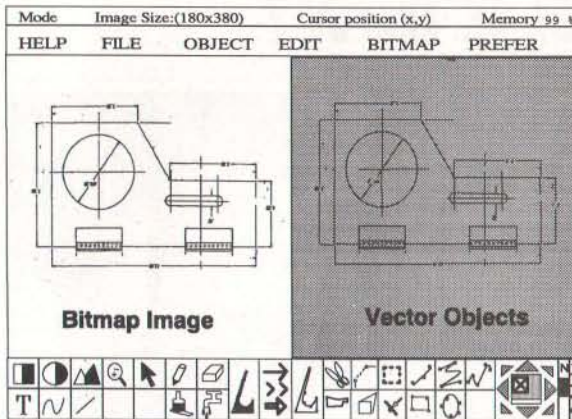 Mode Image Size:(180x380) Cursor position (x,y) Memory 99
HELP FILE OBJECT EDIT BITMAP PREFER
Bitmap Image Vector Objects
T
N